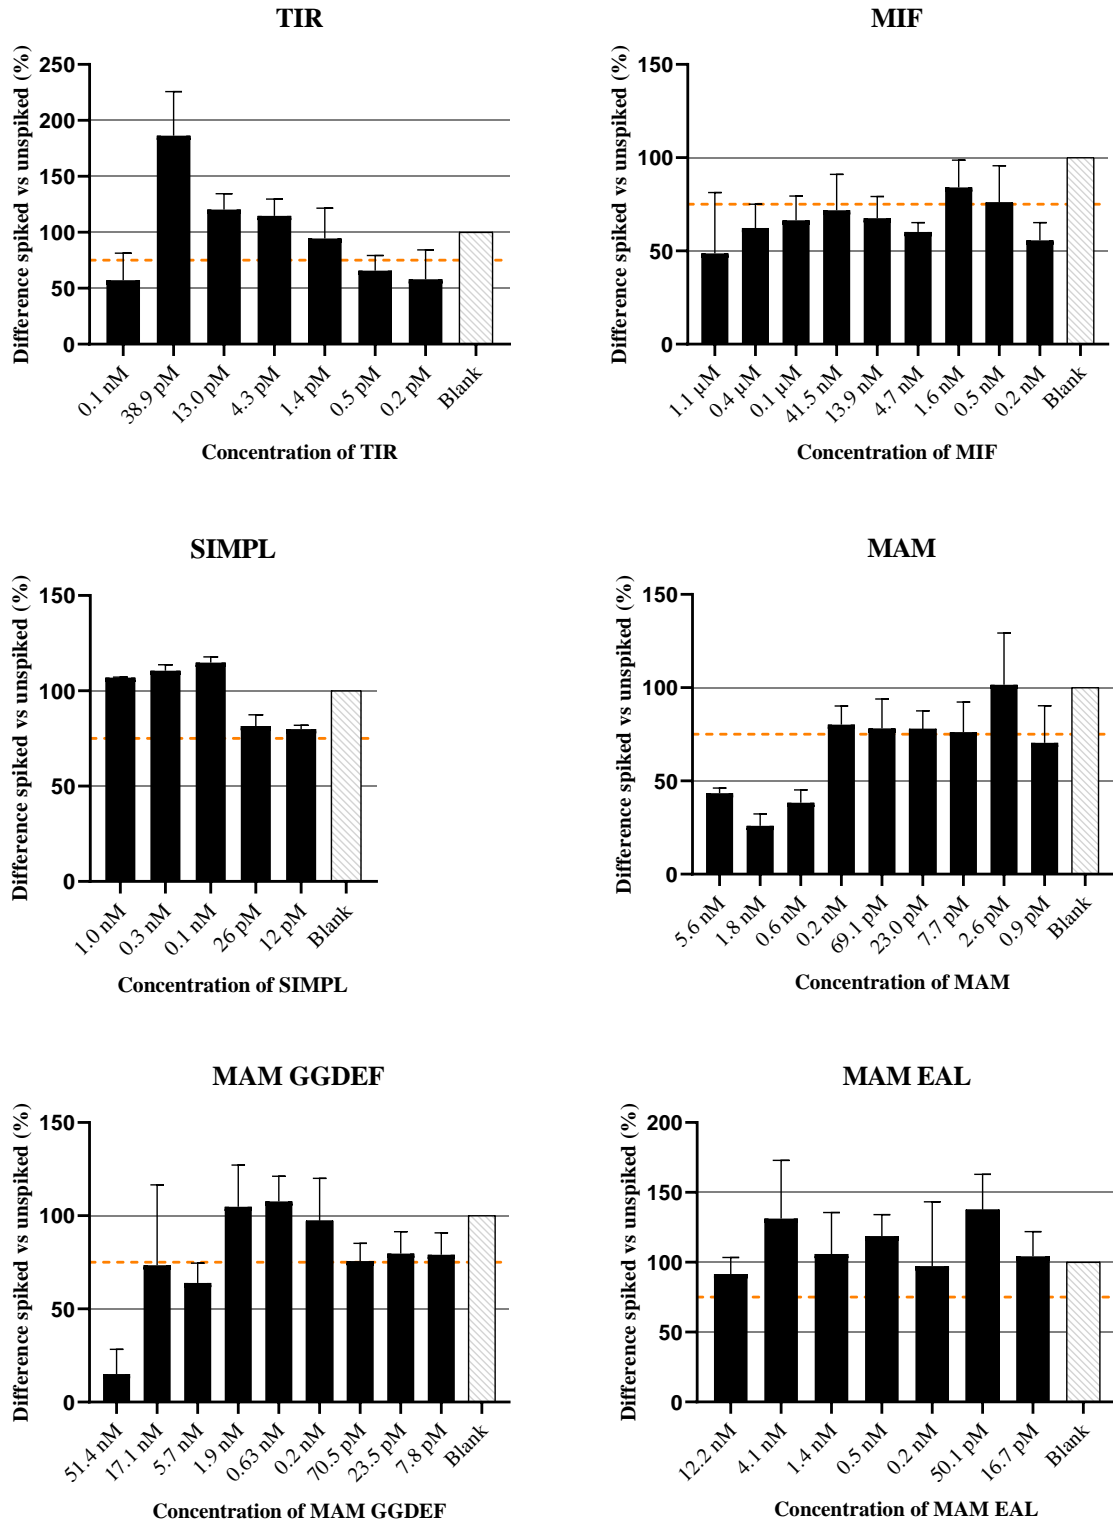 TIR
Difference spiked vs unspiked (%)
250
200
150
100
50
0
0.1 nM
38.9 pM
13.0 pM
4.3 pM
1.4 pM
0.5 pM
0.2 pM
Blank
Concentration of TIR
MIF
Difference spiked vs unspiked (%)
150
100
50
0
1.1 µM
0.4 µM
0.1 µM
41.5 nM
13.9 nM
4.7 nM
1.6 nM
0.5 nM
0.2 nM
Blank
Concentration of MIF
SIMPL
Difference spiked vs unspiked (%)
150
100
50
0
1.0 nM
0.3 nM
0.1 nM
26 pM
12 pM
Blank
Concentration of SIMPL
MAM
Difference spiked vs unspiked (%)
150
100
50
0
5.6 nM
1.8 nM
0.6 nM
0.2 nM
69.1 pM
23.0 pM
7.7 pM
2.6 pM
0.9 pM
Blank
Concentration of MAM
MAM GGDEF
Difference spiked vs unspiked (%)
150
100
50
0
51.4 nM
17.1 nM
5.7 nM
1.9 nM
0.63 nM
0.2 nM
70.5 pM
23.5 pM
7.8 pM
Blank
Concentration of MAM GGDEF
MAM EAL
Difference spiked vs unspiked (%)
200
150
100
50
0
12.2 nM
4.1 nM
1.4 nM
0.5 nM
0.2 nM
50.1 pM
16.7 pM
Blank
Concentration of MAM EAL